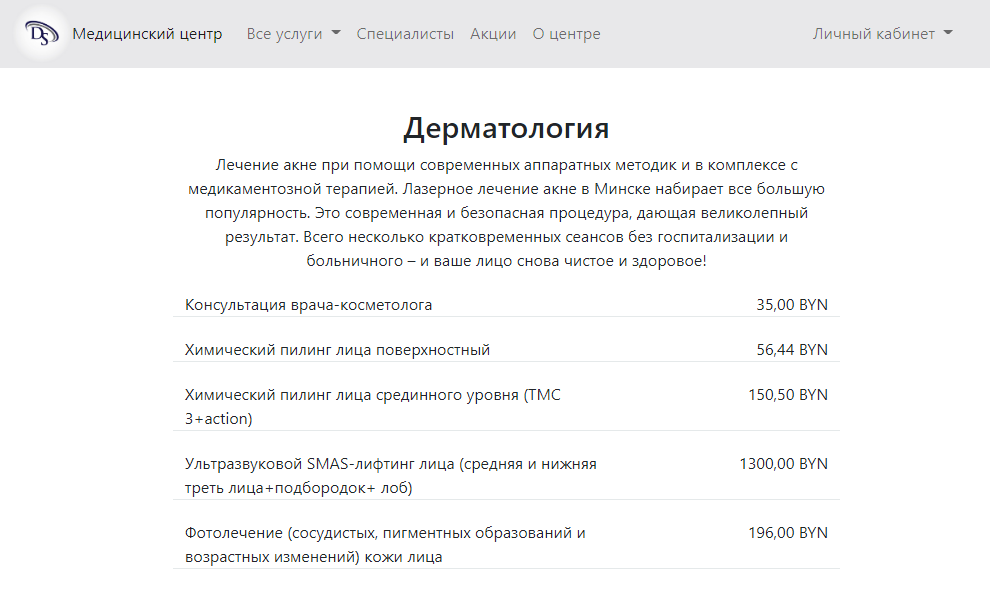 DS Медицинский центр Все услуги Специалисты Акции О центре Личный кабинет
Дерматология
Лечение акне при помощи современных аппаратных методик и в комплексе с
медикаментозной терапией. Лазерное лечение акне в Минске набирает все большую
популярность. Это современная и безопасная процедура, дающая великолепный
результат. Всего несколько кратковременных сеансов без госпитализации и
больничного – и ваше лицо снова чистое и здоровое!
Консультация врача-косметолога 35,00 BYN
Химический пилинг лица поверхностный 56,44 BYN
Химический пилинг лица срединного уровня (TMC 150,50 BYN
3+action)
Ультразвуковой SMAS-лифтинг лица (средняя и нижняя 1300,00 BYN
треть лица+подбородок+ лоб)
Фотолечение (сосудистых, пигментных образований и 196,00 BYN
возрастных изменений) кожи лица